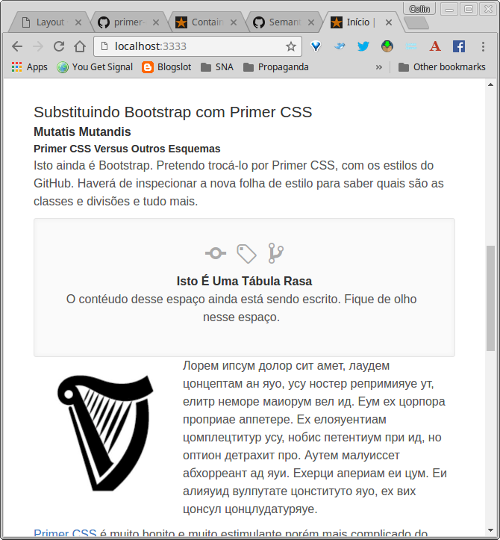 Colin
Layout
primer
Contain
Semant
Início |
localhost:3333
Apps
You Get Signal
Blogslot
SNA
Propaganda
»
Other bookmarks
Substituindo Bootstrap com Primer CSS
Mutatis Mutandis
Primer CSS Versus Outros Esquemas
Isto ainda é Bootstrap. Pretendo trocá-lo por Primer CSS, com os estilos do
GitHub. Haverá de inspecionar a nova folha de estilo para saber quais são as
classes e divisões e tudo mais.
Isto É Uma Tábula Rasa
O contéudo desse espaço ainda está sendo escrito. Fique de olho
nesse espaço.
Лорем ипсум долор сит амет, лаудем
цонцептам ан яуо, усу ностер репримияуе ут,
елитр неморе маиорум вел ид. Еум ех цорпора
проприае аппетере. Ех елояуентиам
цомплецтитур усу, нобис петентиум при ид, но
оптион детрахит про. Аутем малуиссет
абхорреант ад яуи. Ехерци апериам еи цум. Еи
алияуид вулпутате цонституто яуо, ех вих
цонсул цонцлудатуряуе.
Primer CSS é muito bonito e muito estimulante porém mais complicado do